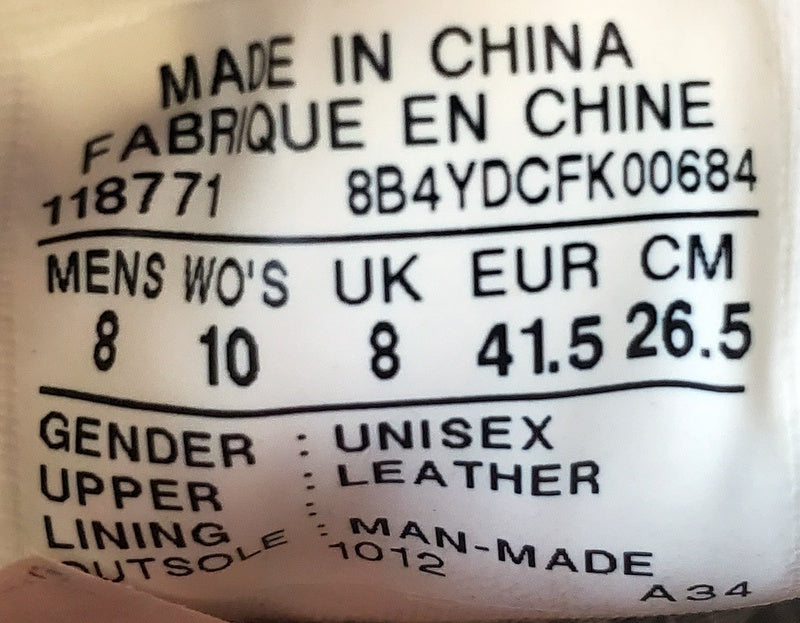 MADE IN CHINA
FABRIQUE EN CHINE
118771 8B4YDCFK00684
MENS WO'S UK EUR CM
8 10 8 41.5 26.5
GENDER : UNISEX
UPPER : LEATHER
LINING :
OUTSOLE : MAN-MADE
1012
A34